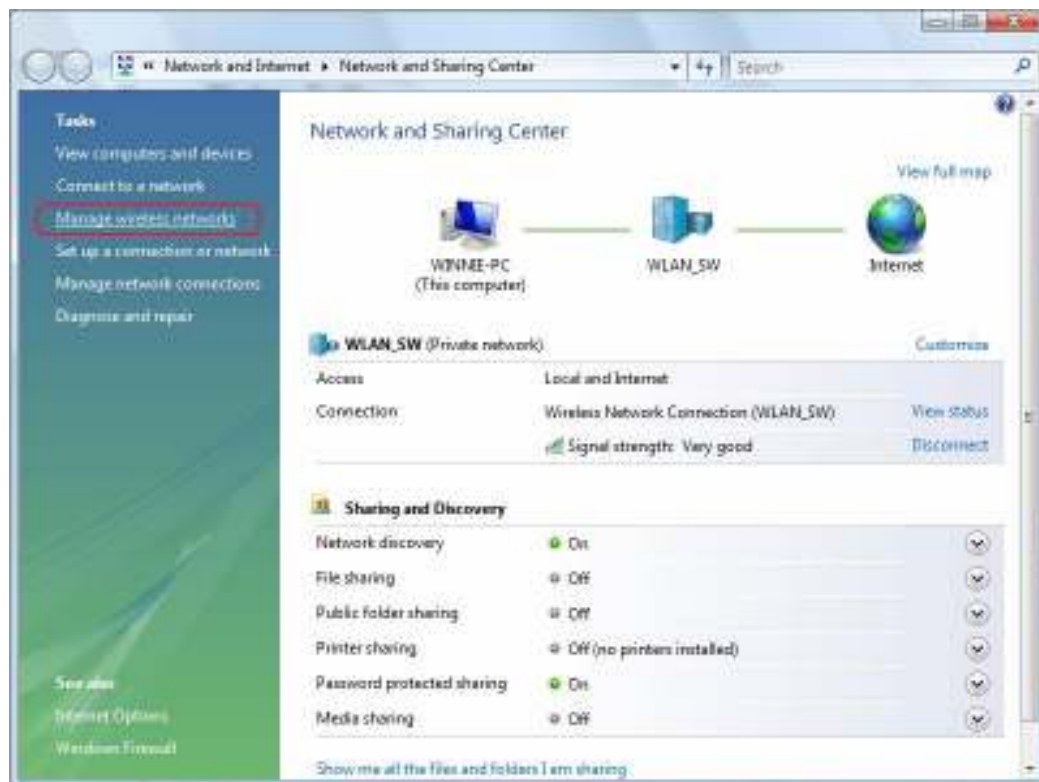 « Network and Internet ▸ Network and Sharing Center
Search
Tasks
View computers and devices
Connect to a network
Manage wireless networks
Set up a connection or network
Manage network connections
Diagnose and repair
See also
Internet Options
Windows Firewall
Network and Sharing Center
View full map
WINNIE-PC
(This computer)
WLAN_SW
Internet
WLAN_SW (Private network)
Customize
Access Local and Internet
Connection Wireless Network Connection (WLAN_SW) View status
Signal strength: Very good Disconnect
Sharing and Discovery
Network discovery On
File sharing Off
Public folder sharing Off
Printer sharing Off (no printers installed)
Password protected sharing On
Media sharing Off
Show me all the files and folders I am sharing